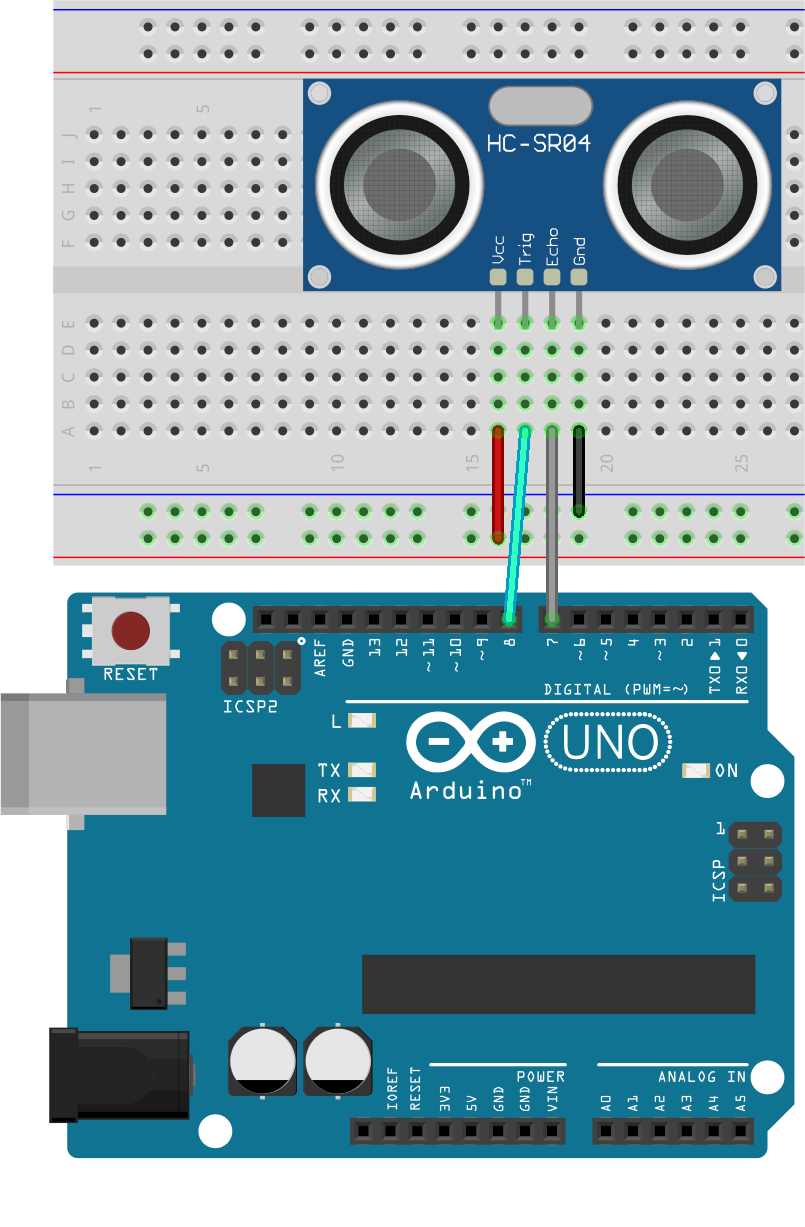 1 5
J
I
H
G
F
HC-SR04
Vcc Trig Echo Gnd
E
D
C
B
A
1 5 10 15 20 25
RESET
ICSP2
AREF GND 13 12 ~11 ~10 ~9 8 7 ~6 ~5 4 ~3 2 TX0▶1 RX0◀0
DIGITAL (PWM=~)
L
TX
RX
UNO
ON
Arduino™
1
ICSP
POWER
ANALOG IN
IOREF RESET 3V3 5V GND GND VIN A0 A1 A2 A3 A4 A5